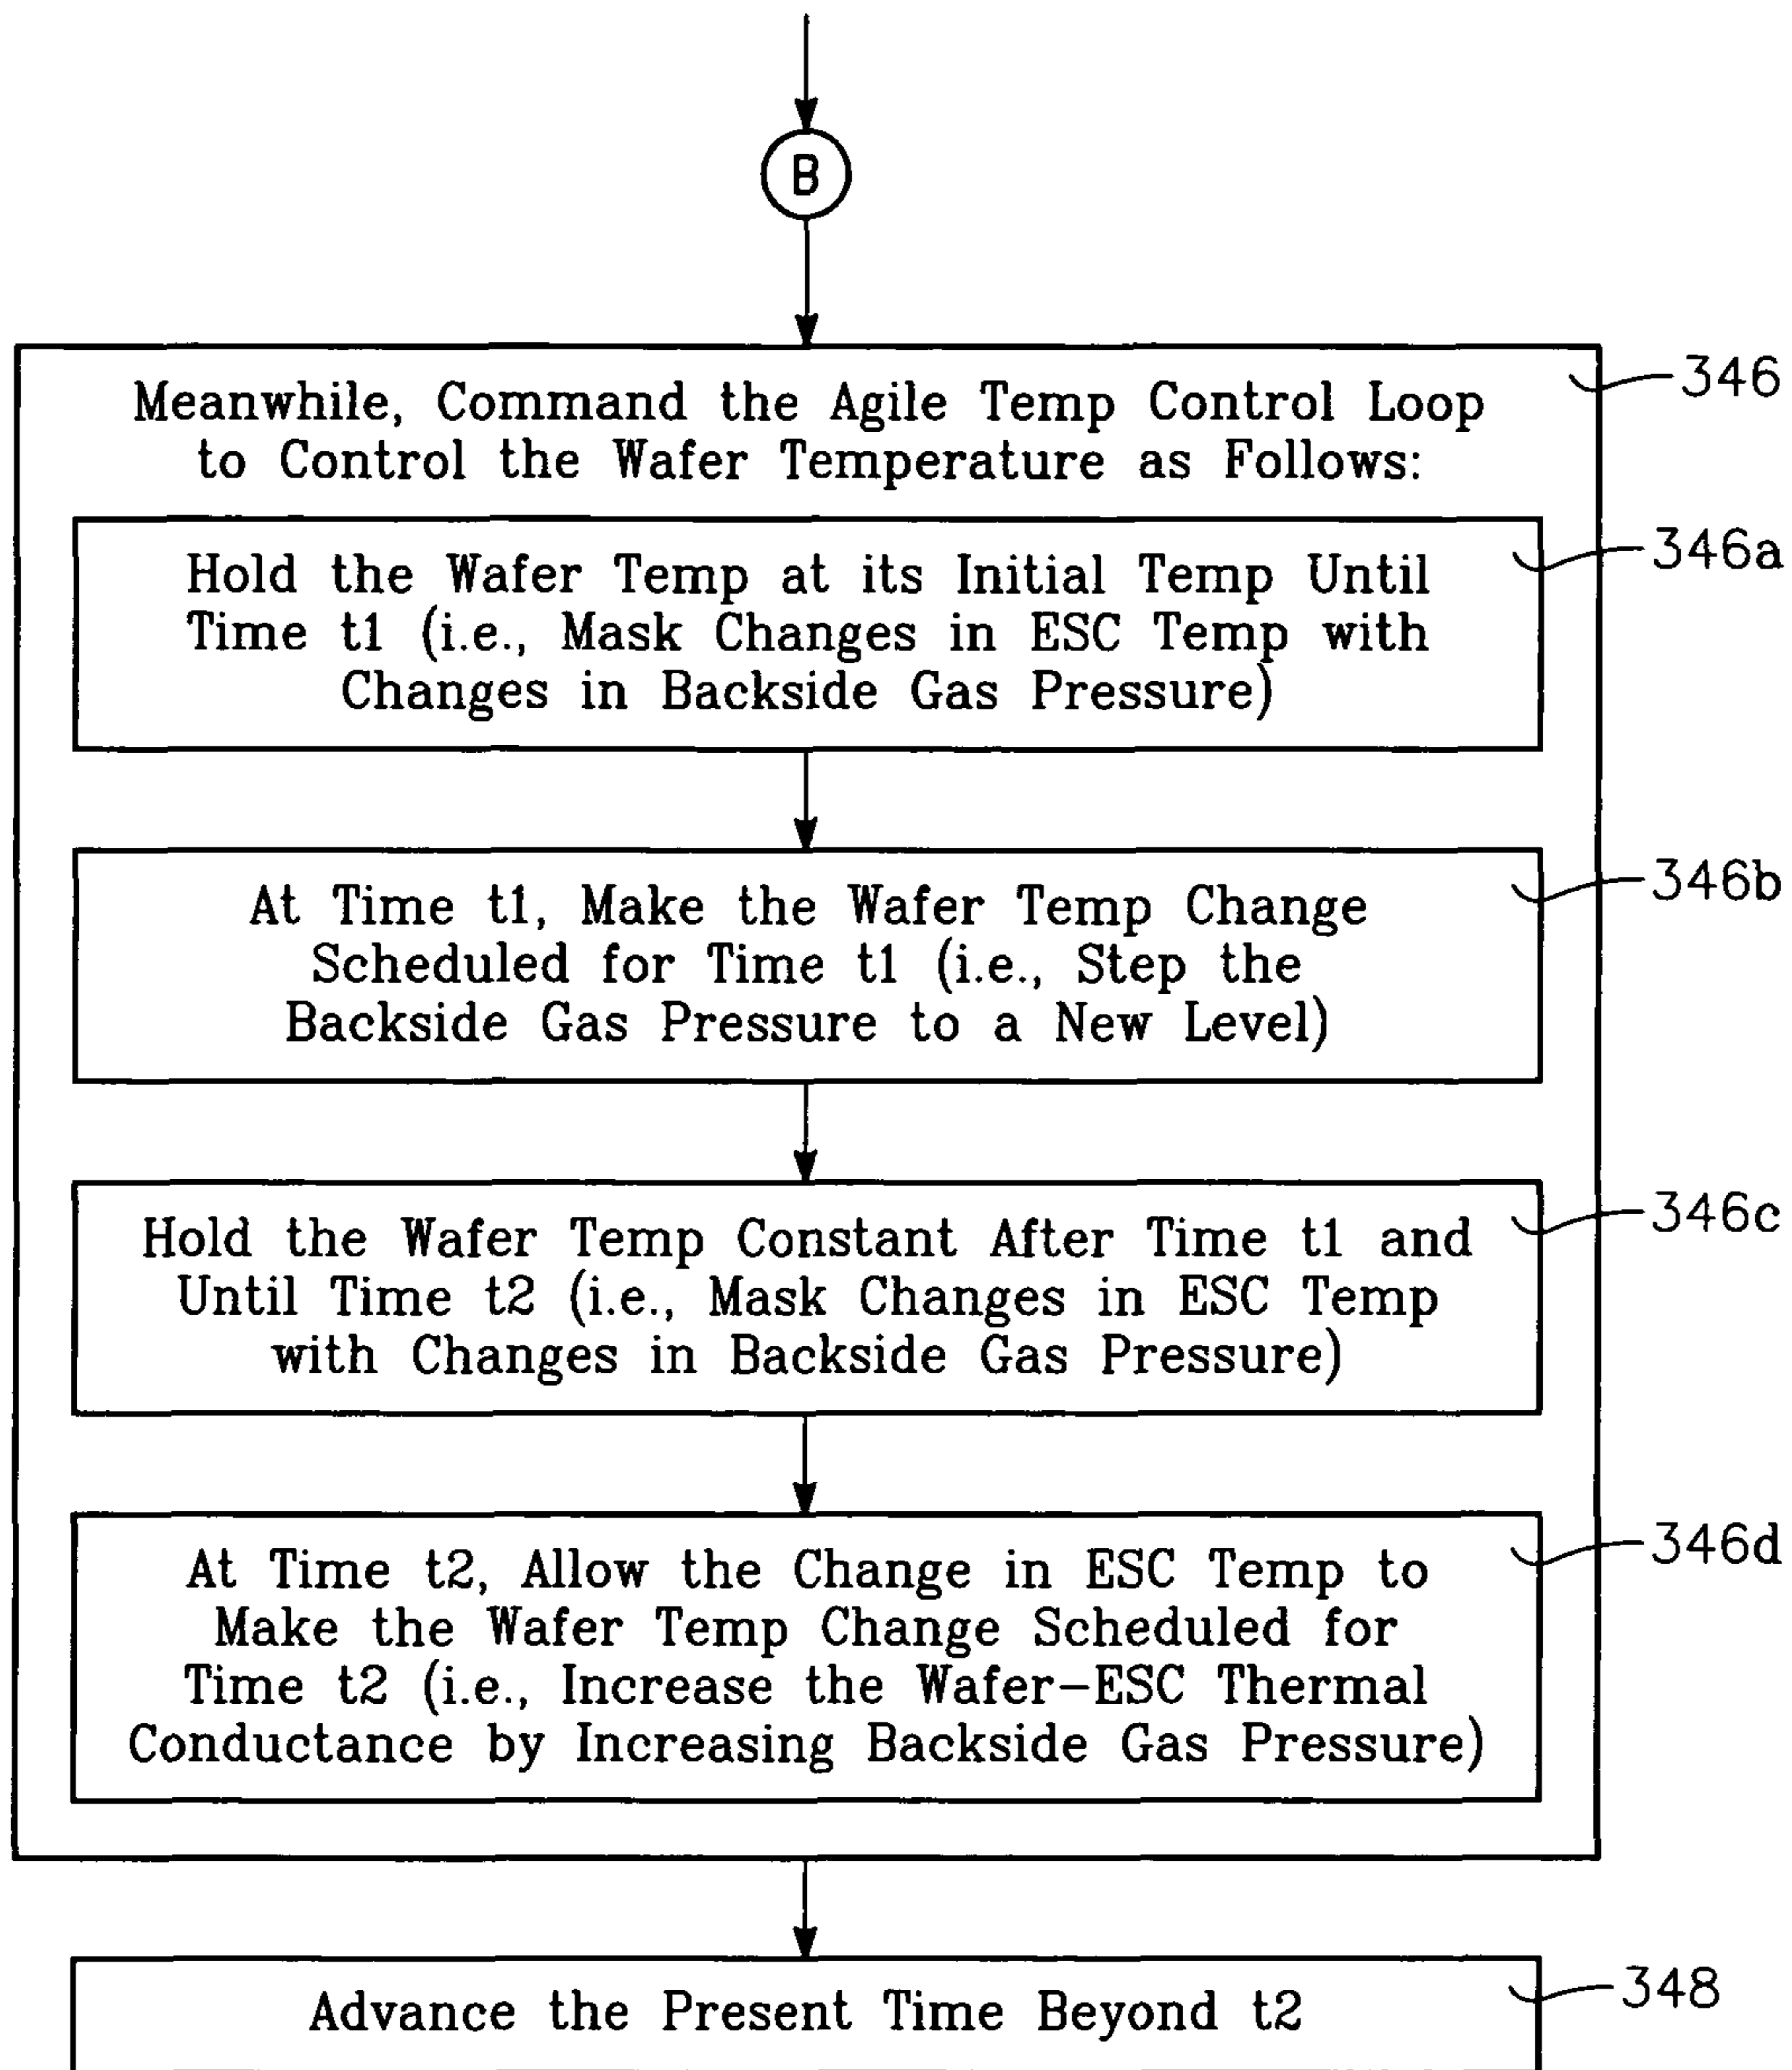 B
Meanwhile, Command the Agile Temp Control Loop
to Control the Wafer Temperature as Follows:
346
Hold the Wafer Temp at its Initial Temp Until
Time t1 (i.e., Mask Changes in ESC Temp with
Changes in Backside Gas Pressure)
346a
At Time t1, Make the Wafer Temp Change
Scheduled for Time t1 (i.e., Step the
Backside Gas Pressure to a New Level)
346b
Hold the Wafer Temp Constant After Time t1 and
Until Time t2 (i.e., Mask Changes in ESC Temp
with Changes in Backside Gas Pressure)
346c
At Time t2, Allow the Change in ESC Temp to
Make the Wafer Temp Change Scheduled for
Time t2 (i.e., Increase the Wafer-ESC Thermal
Conductance by Increasing Backside Gas Pressure)
346d
Advance the Present Time Beyond t2
348